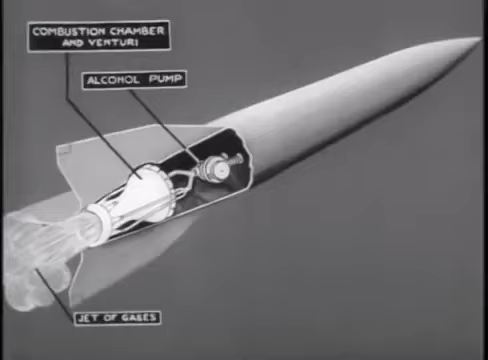 COMBUSTION CHAMBER
AND VENTURI
ALCOHOL PUMP
JET OF GASES